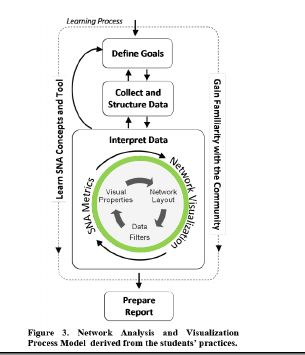 Learning Process
Define Goals
Collect and
Structure Data
Learn SNA Concepts and Tool
Gain Familiarity with the Community
Interpret Data
SNA Metrics
Network Visualization
Visual
Properties
Network
Layout
Data
Filters
Prepare
Report
Figure 3. Network Analysis and Visualization
Process Model derived from the students' practices.